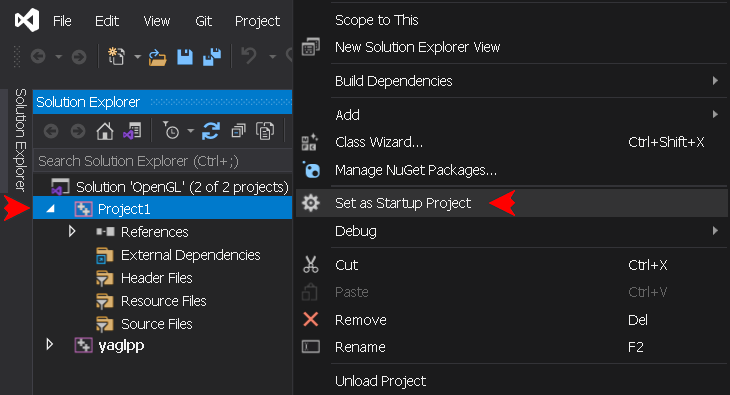 File Edit View Git Project
Solution Explorer
Solution Explorer
Search Solution Explorer (Ctrl+;)
Solution 'OpenGL' (2 of 2 projects)
Project1
References
External Dependencies
Header Files
Resource Files
Source Files
yaglpp
Scope to This
New Solution Explorer View
Build Dependencies
Add
Class Wizard... Ctrl+Shift+X
Manage NuGet Packages...
Set as Startup Project
Debug
Cut Ctrl+X
Paste Ctrl+V
Remove Del
Rename F2
Unload Project